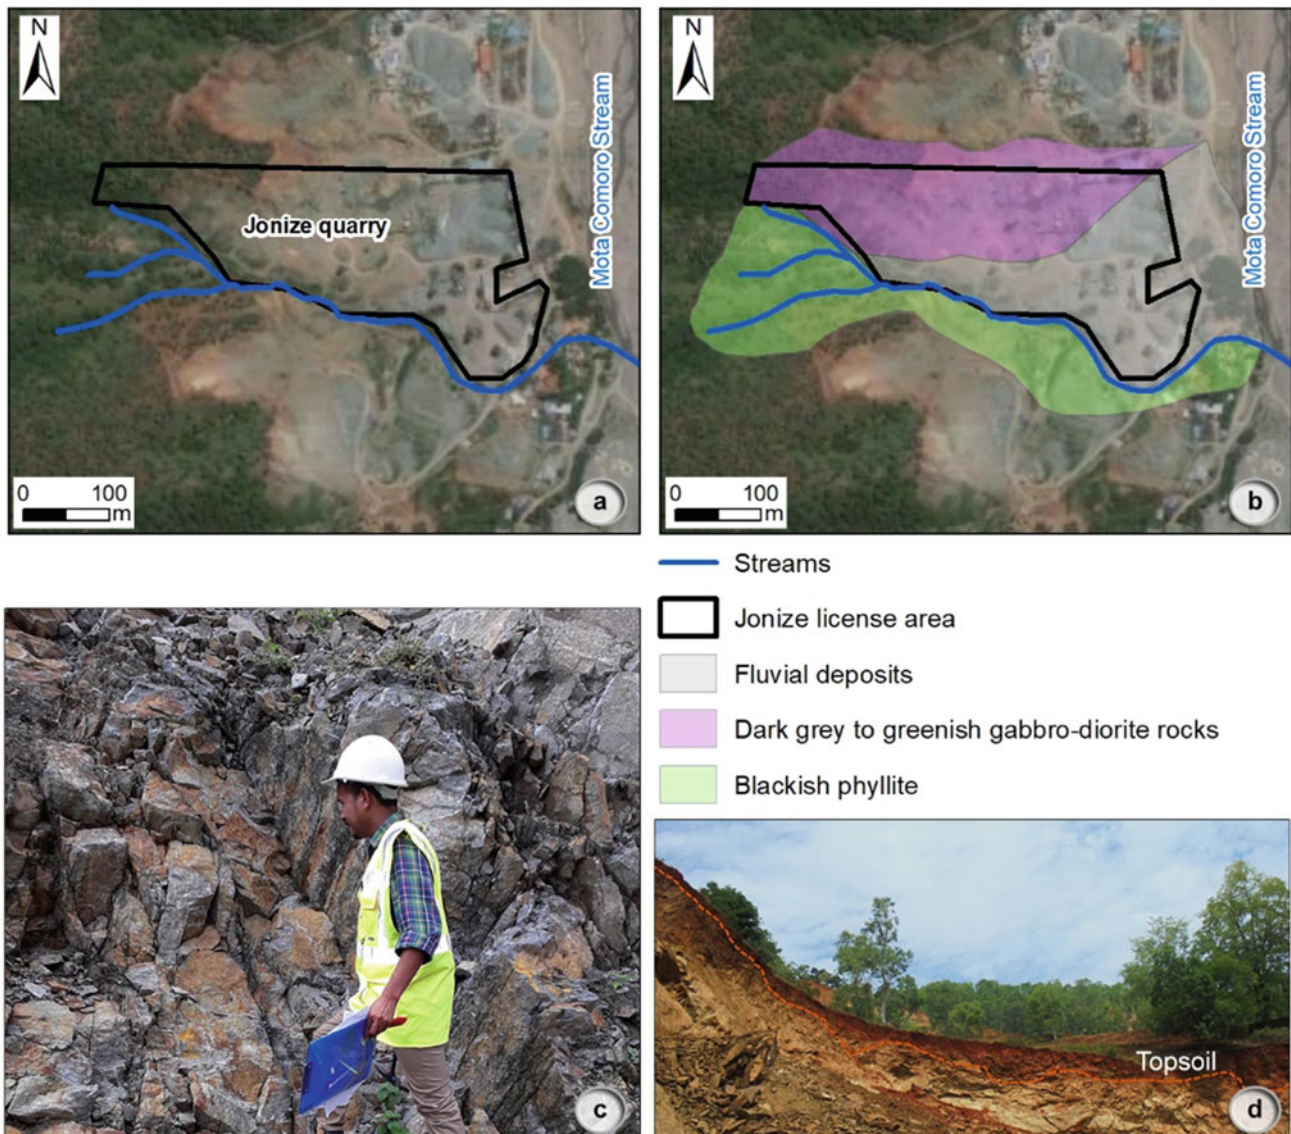 N
Mota Comoro Stream
Jonize quarry
0 100
m
a
N
Mota Comoro Stream
0 100
m
b
Streams
Jonize license area
Fluvial deposits
Dark grey to greenish gabbro-diorite rocks
Blackish phyllite
c
Topsoil
d